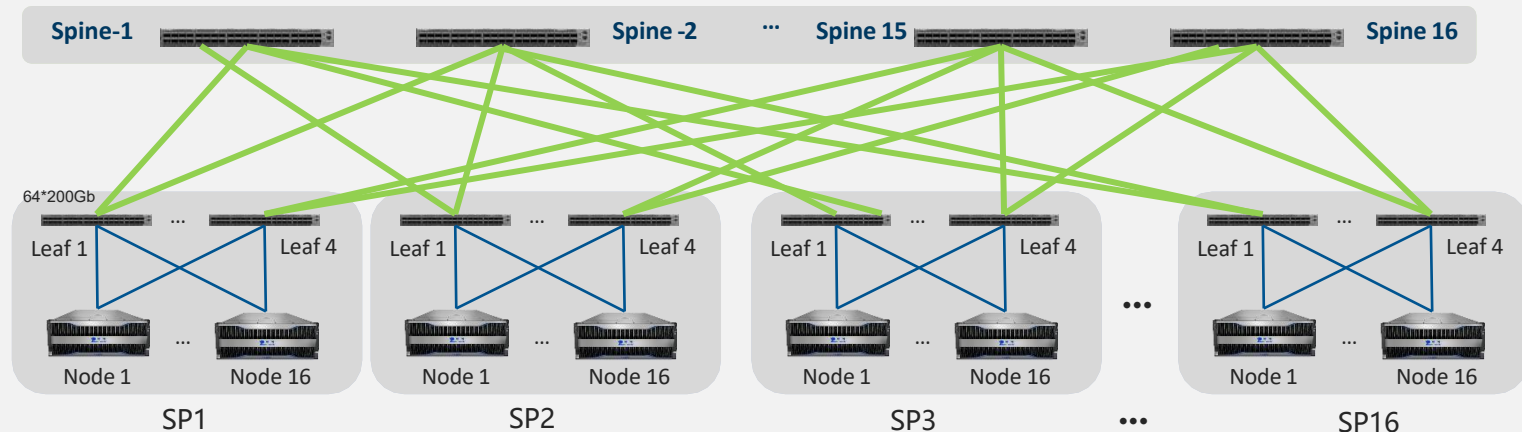 Spine-1 Spine -2 ... Spine 15 Spine 16
64*200Gb
... ... ... ...
Leaf 1 Leaf 4 Leaf 1 Leaf 4 Leaf 1 Leaf 4 Leaf 1 Leaf 4
...
... ... ... ...
Node 1 Node 16 Node 1 Node 16 Node 1 Node 16 Node 1 Node 16
SP1 SP2 SP3 ... SP16